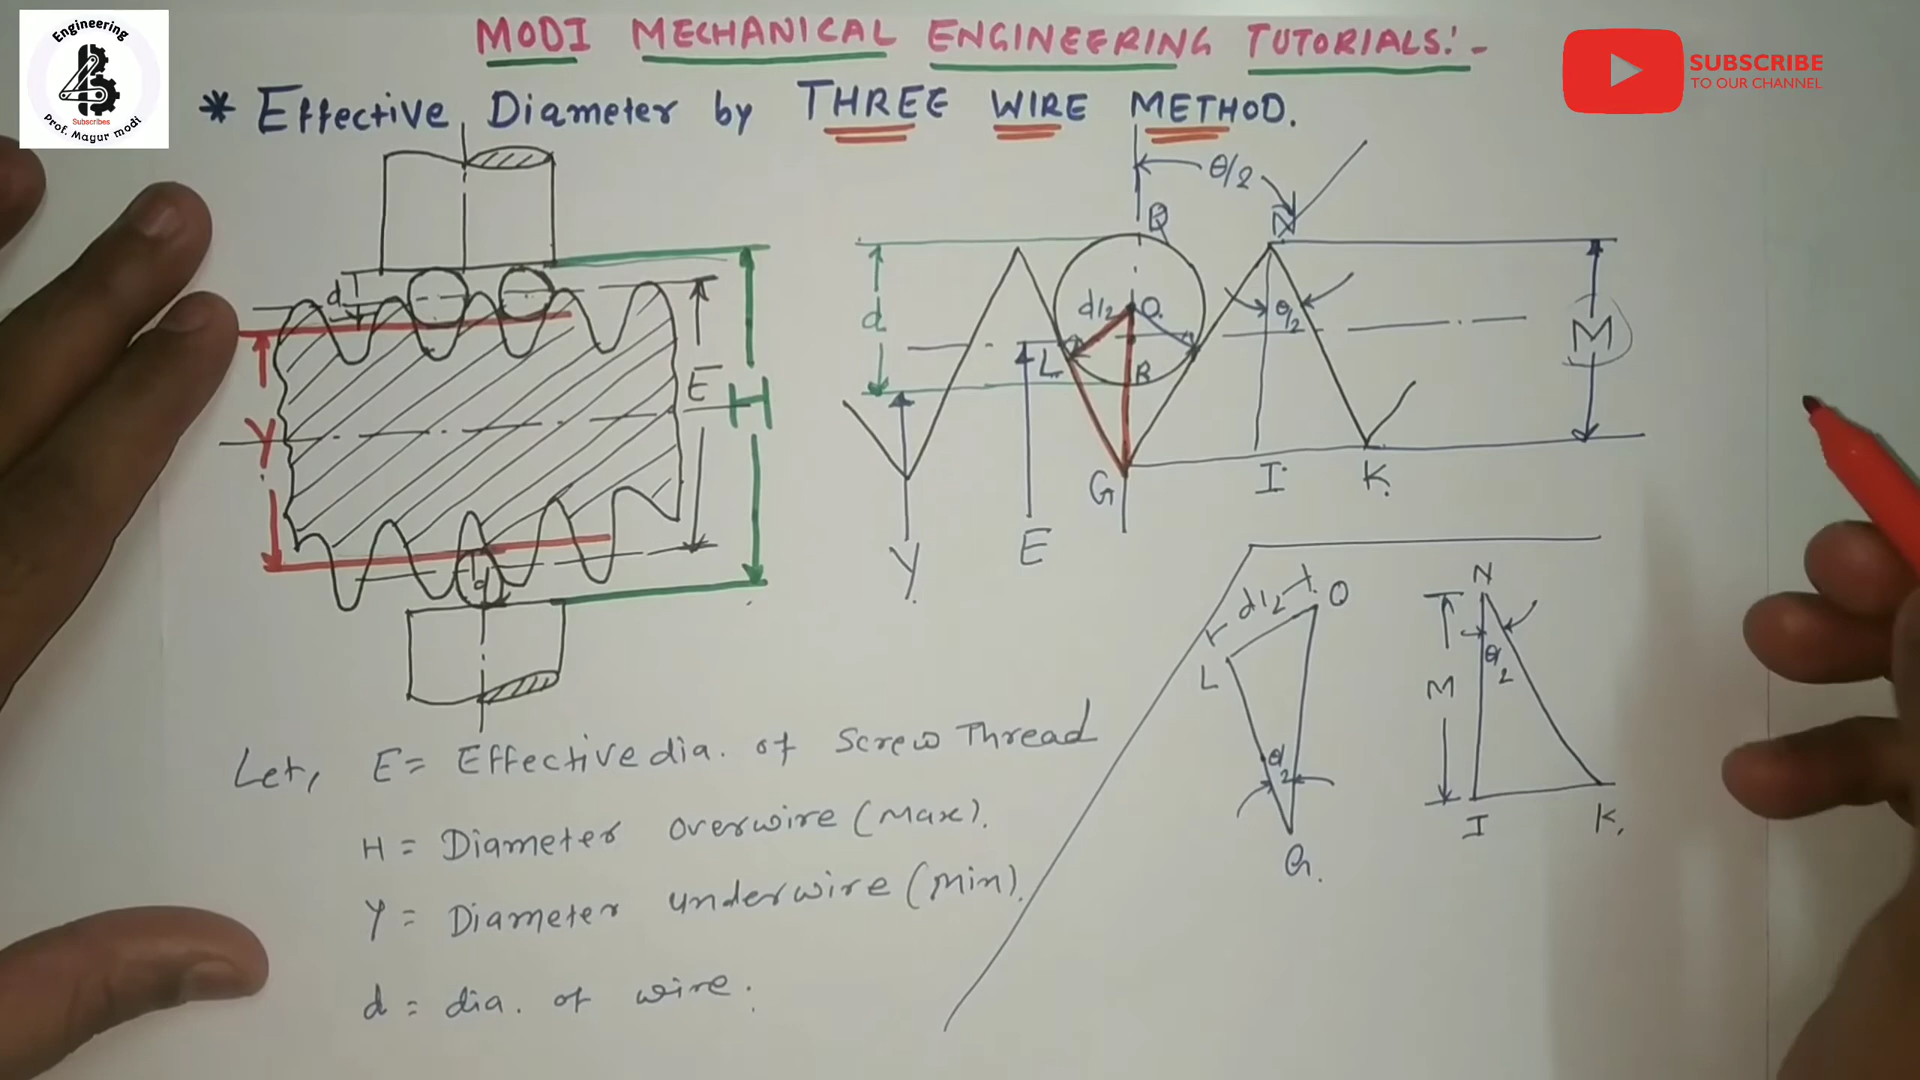 Engineering
Subscribes
Prof. Mayur modi
MODI MECHANICAL ENGINEERING TUTORIALS:-
SUBSCRIBE
TO OUR CHANNEL
* Effective Diameter by THREE WIRE METHOD.
d
Y
E
H
d
θ/2
N
d
d/2
O
L
R
θ/2
M
G
I
K.
Y
E
d/2
O
L
θ/2
G.
N
θ/2
M
I
K.
Let, E= Effective dia. of Screw Thread
H = Diameter overwire (Max).
Y = Diameter underwire (Min).
d = dia. of wire.